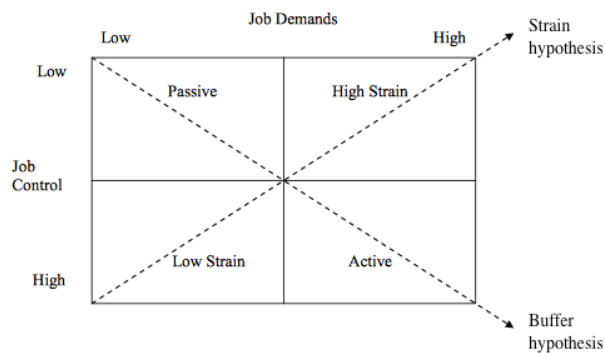 Job Demands
Low
High
Strain
hypothesis
Low
Passive
High Strain
Job
Control
Low Strain
Active
High
Buffer
hypothesis